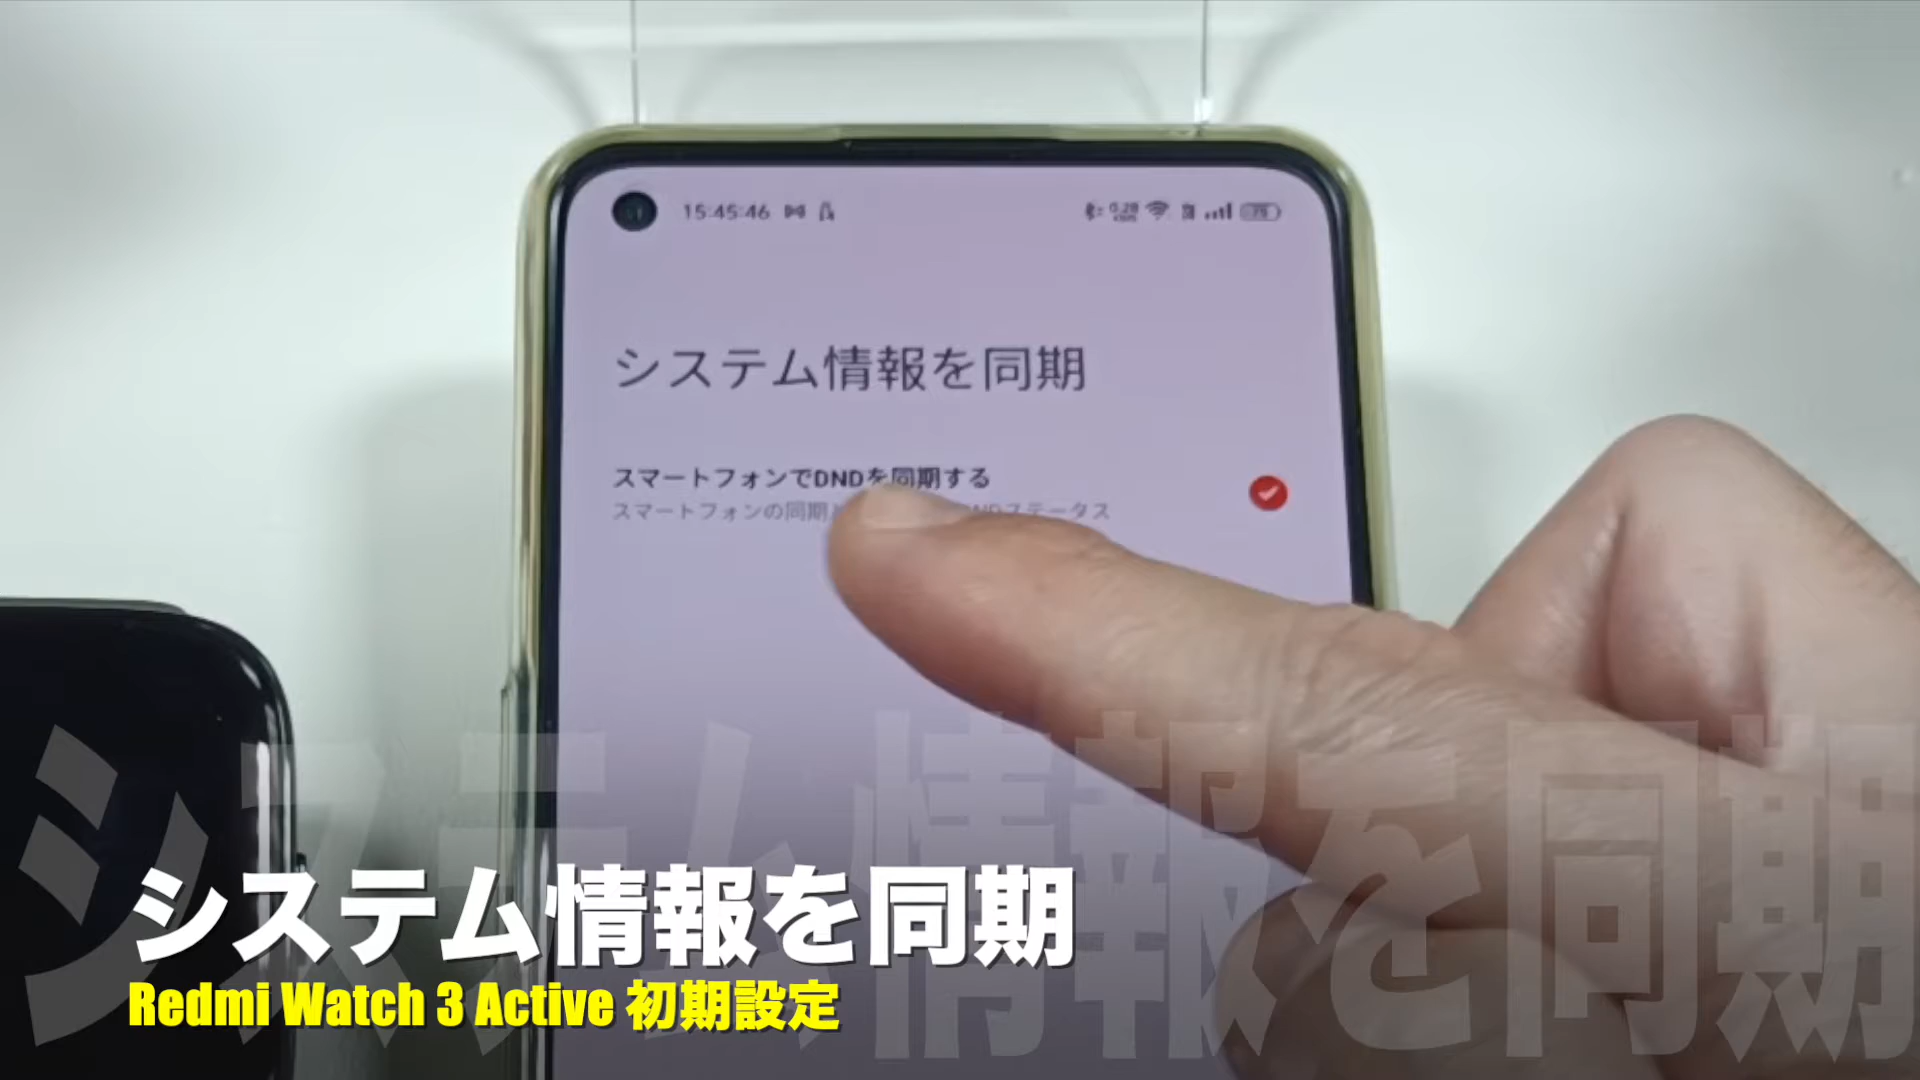 15:45:46
システム情報を同期
スマートフォンでDNDを同期する
スマートフォンの同期 DNDステータス
システム情報を同期
システム情報を同期
Redmi Watch 3 Active 初期設定